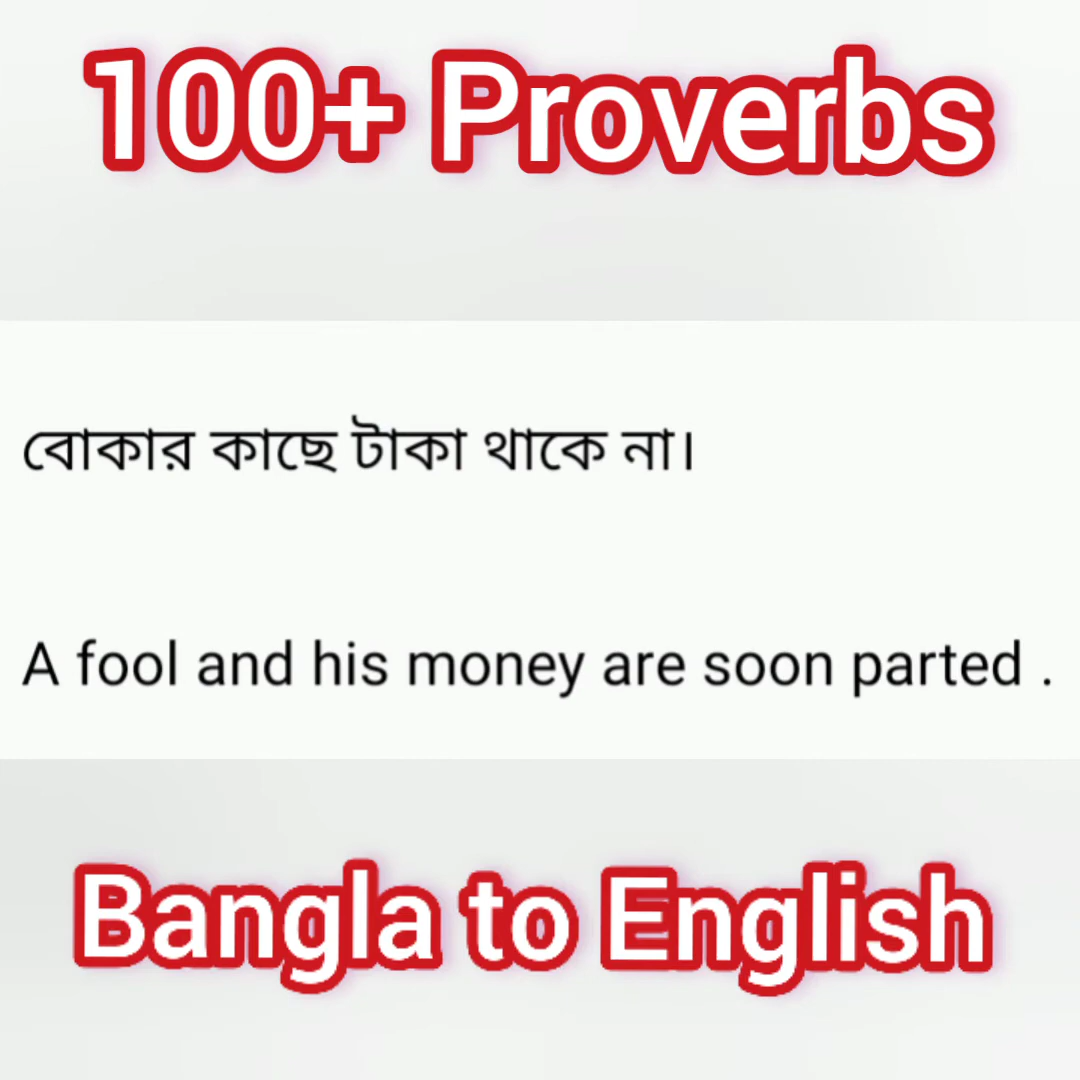 100+ Proverbs
বোকার কাছে টাকা থাকে না।
A fool and his money are soon parted .
Bangla to English